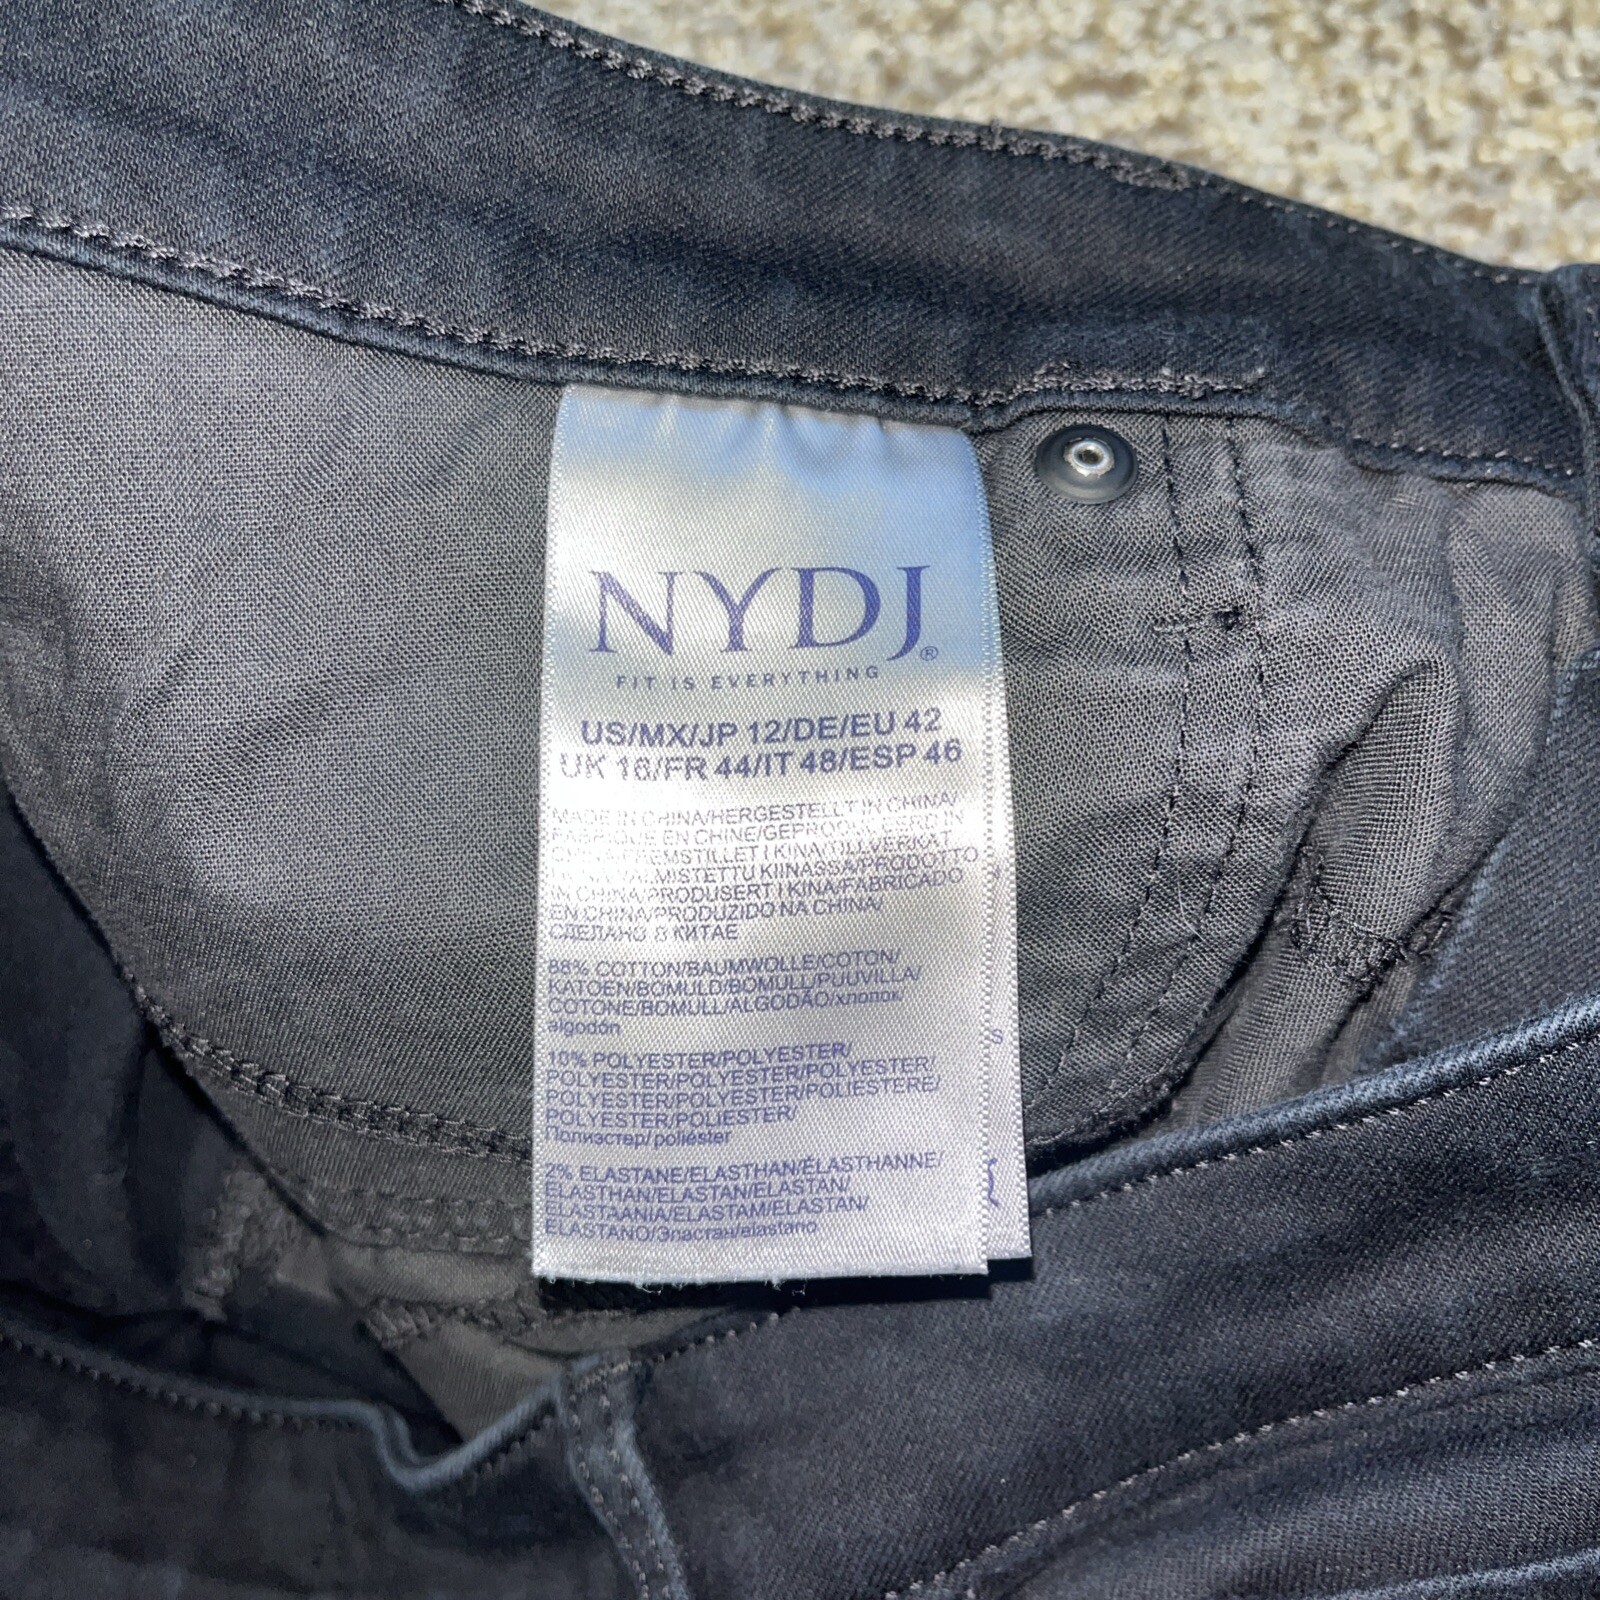 NYDJ®
FIT IS EVERYTHING
US/MX/JP 12/DE/EU 42
UK 16/FR 44/IT 48/ESP 46
MADE IN CHINA/HERGESTELLT IN CHINA/
FABRIQUE EN CHINE/GEPRODUCEERD IN
CHINA/FREMSTILLET I KINA/TILLVERKAT
I KINA/VALMISTETTU KIINASSA/PRODOTTO
IN CHINA/PRODUSERT I KINA/FABRICADO
EN CHINA/PRODUZIDO NA CHINA/
СДЕЛАНО В КИТАЕ
88% COTTON/BAUMWOLLE/COTON/
KATOEN/BOMULD/BOMULL/PUUVILLA/
COTONE/BOMULL/ALGODÃO/хлопок/
algodón
10% POLYESTER/POLYESTER/
POLYESTER/POLYESTER/POLYESTER/
POLYESTER/POLYESTER/POLIESTERE/
POLYESTER/POLIESTER/
Полиэстер/poliéster
2% ELASTANE/ELASTHAN/ÉLASTHANNE/
ELASTHAN/ELASTAN/ELASTAN/
ELASTAANIA/ELASTAM/ELASTAN/
ELASTANO/Эластан/elastano
S